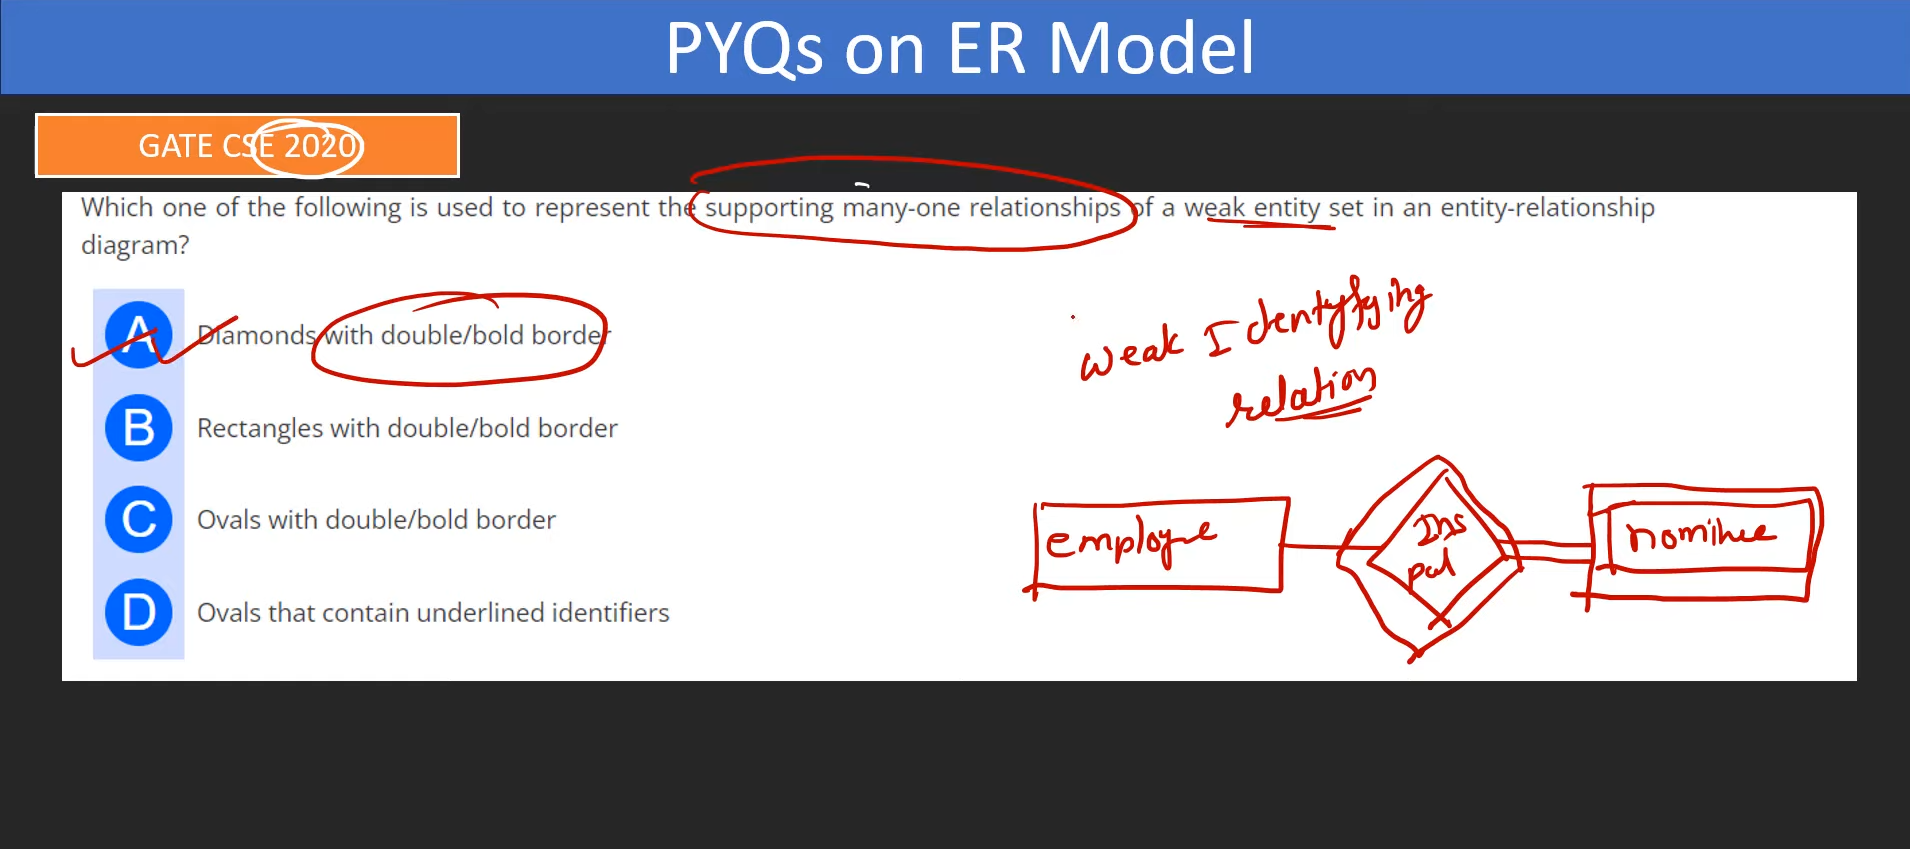 PYQs on ER Model
GATE CSE 2020
Which one of the following is used to represent the supporting many-one relationships of a weak entity set in an entity-relationship
diagram?
A Diamonds with double/bold border
B Rectangles with double/bold border
C Ovals with double/bold border
D Ovals that contain underlined identifiers
weak Identyfying
relation
employe
Ins
pol
nominee